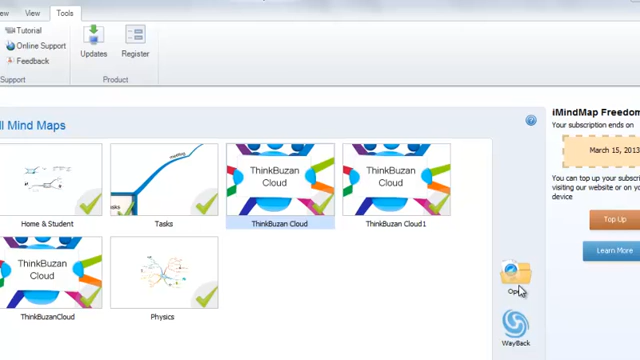 View
Tools
Tutorial
Online Support
Feedback
Updates
Register
Support
Product
Mind Maps
iMindMap Freedom
Your subscription ends on
March 15, 2013
You can top up your subscri
visiting our website or on yo
device
Top Up
Learn More
ThinkBuzan
Cloud
ThinkBuzan
Cloud
Home & Student
Tasks
ThinkBuzan Cloud
ThinkBuzan Cloud1
ThinkBuzan
Cloud
ThinkBuzanCloud
Physics
Open
WayBack